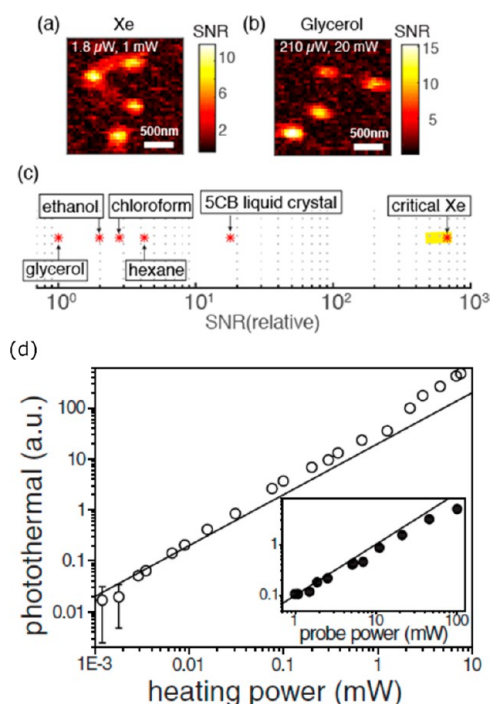 (a) Xe
1.8 µW, 1 mW
500nm
SNR
10
6
2
(b) Glycerol
210 µW, 20 mW
500nm
SNR
15
10
5
(c)
ethanol chloroform 5CB liquid crystal critical Xe
glycerol hexane
10⁰ 10¹ 10² 10³
SNR(relative)
(d)
photothermal (a.u.)
100
10
1
0.1
0.01
1E-3 0.01 0.1 1 10
heating power (mW)
1
0.1
1 10 100
probe power (mW)